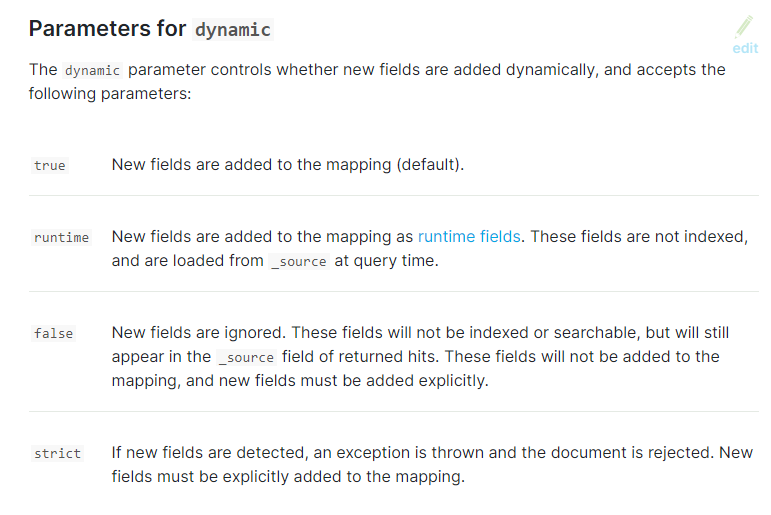 Parameters for dynamic
edit
The dynamic parameter controls whether new fields are added dynamically, and accepts the
following parameters:
true New fields are added to the mapping (default).
runtime New fields are added to the mapping as runtime fields. These fields are not indexed,
and are loaded from _source at query time.
false New fields are ignored. These fields will not be indexed or searchable, but will still
appear in the _source field of returned hits. These fields will not be added to the
mapping, and new fields must be added explicitly.
strict If new fields are detected, an exception is thrown and the document is rejected. New
fields must be explicitly added to the mapping.